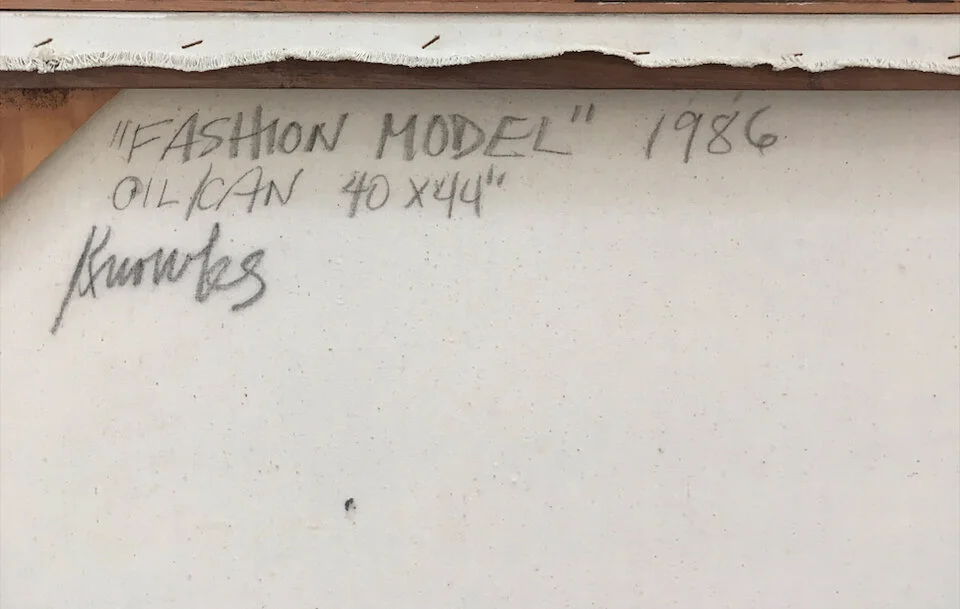 "FASHION MODEL" 1986
OIL/CAN 40 X 44"
Knowles